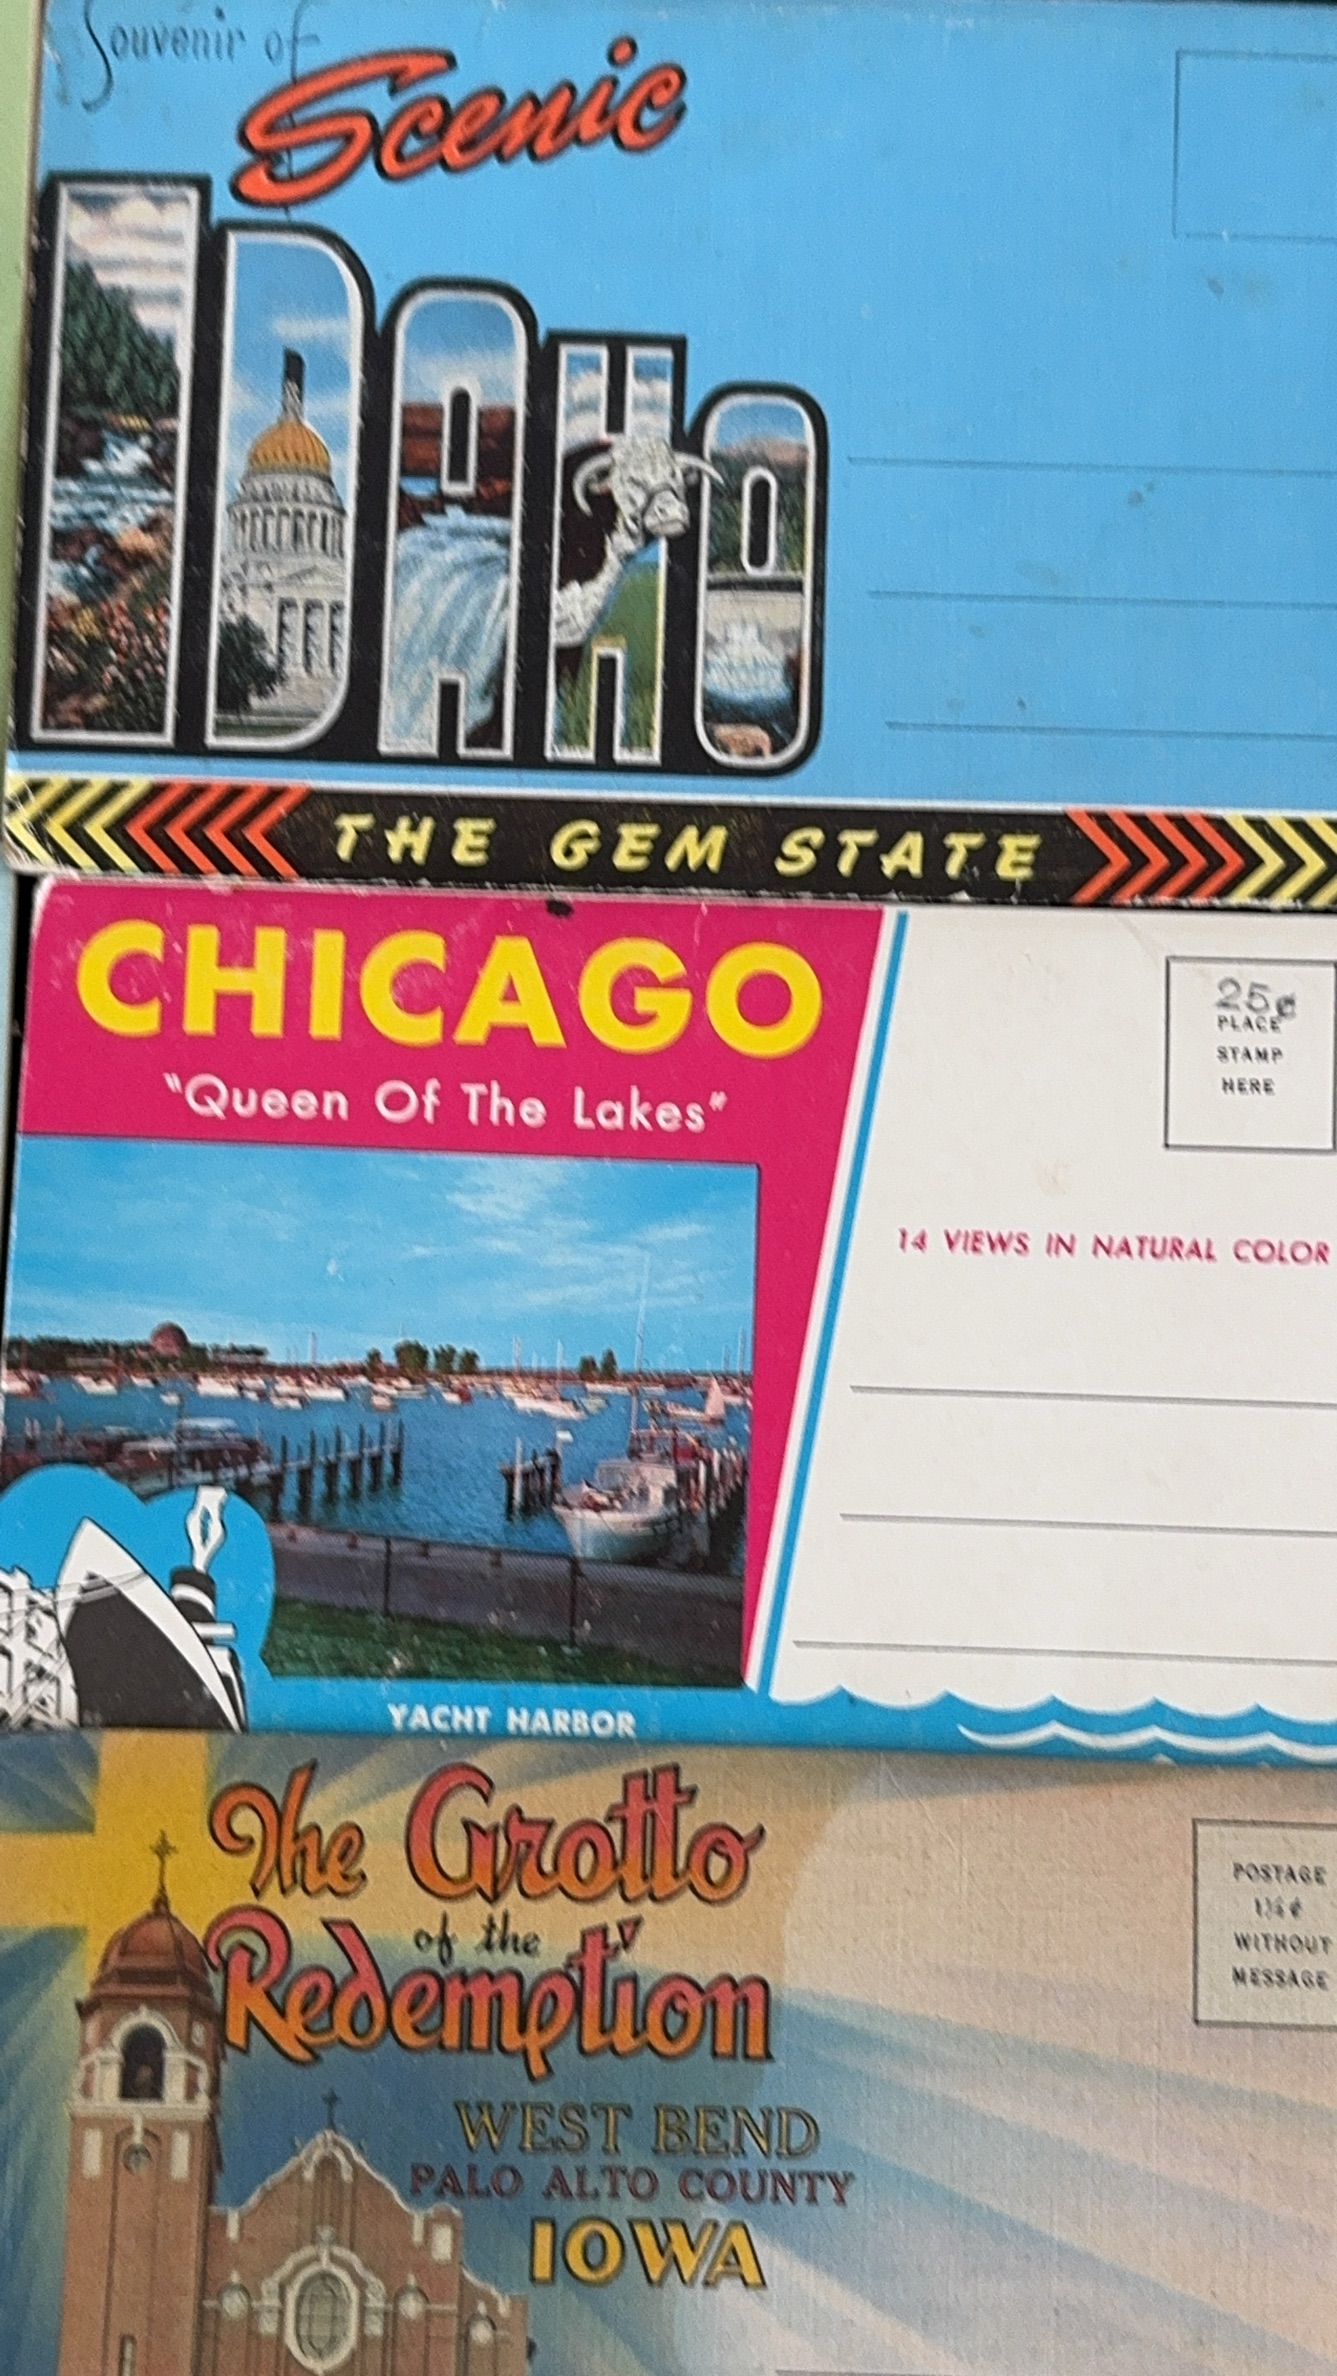 Souvenir of
Scenic
IDAHO
THE GEM STATE
CHICAGO
"Queen Of The Lakes"
25¢
PLACE
STAMP
HERE
14 VIEWS IN NATURAL COLOR
YACHT HARBOR
The Grotto
of the
Redemption
WEST BEND
PALO ALTO COUNTY
IOWA
POSTAGE
1½¢
WITHOUT
MESSAGE